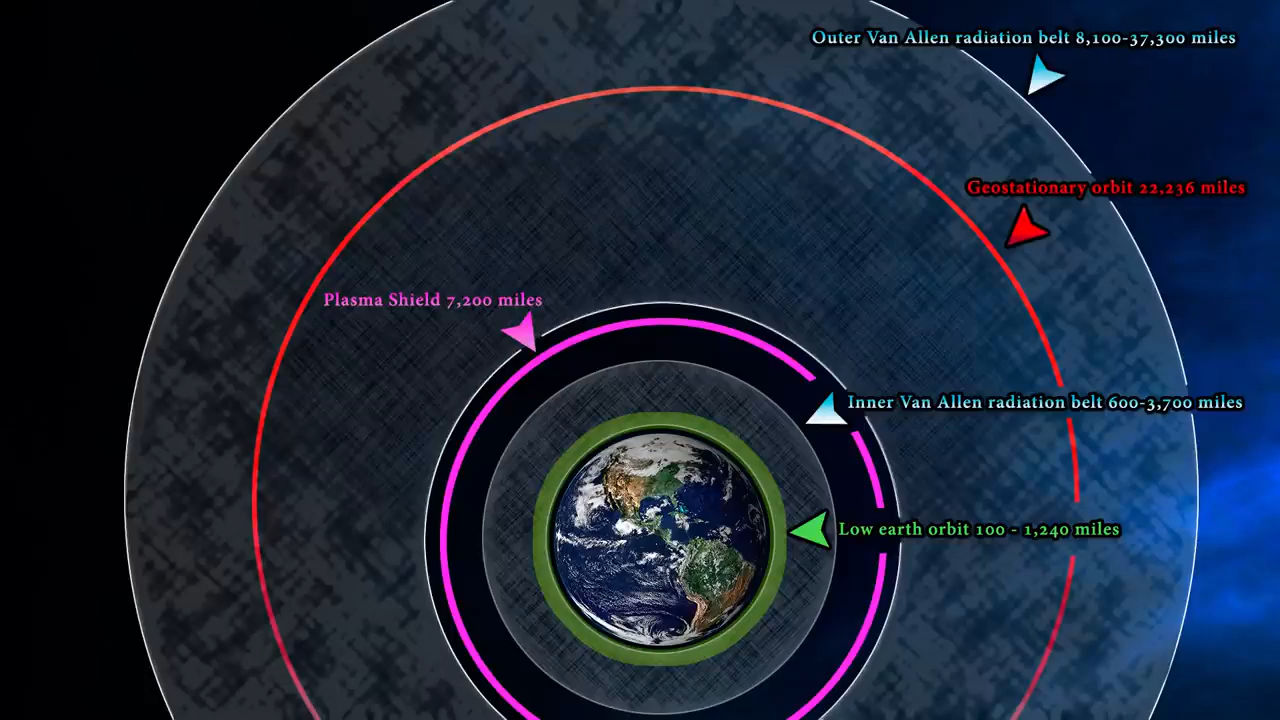 Outer Van Allen radiation belt 8,100-37,300 miles
Geostationary orbit 22,236 miles
Plasma Shield 7,200 miles
Inner Van Allen radiation belt 600-3,700 miles
Low earth orbit 100 - 1,240 miles